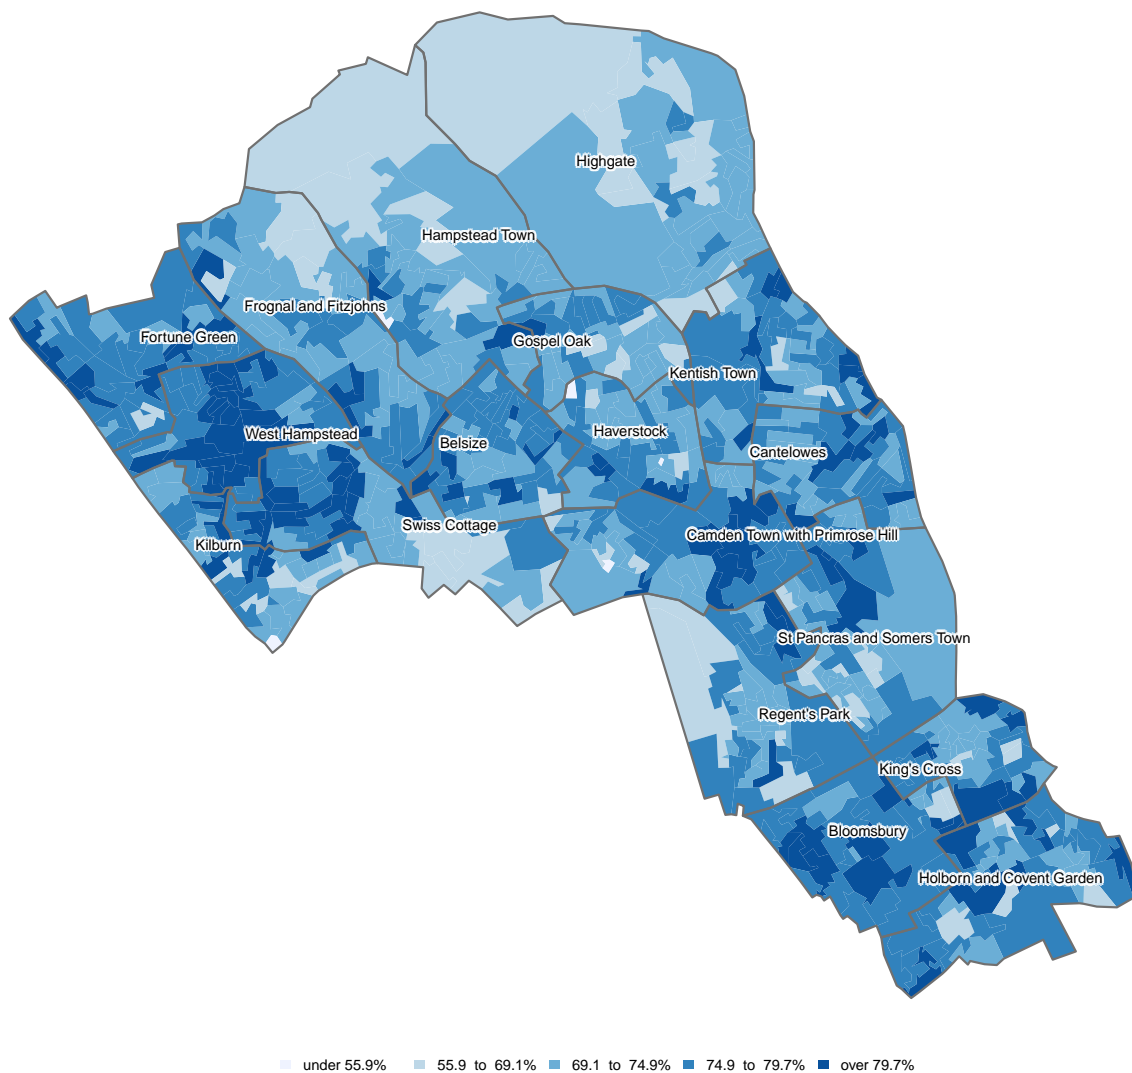 Highgate
Hampstead Town
Frognal and Fitzjohns
Fortune Green
Gospel Oak
Kentish Town
West Hampstead
Belsize
Haverstock
Cantelowes
Swiss Cottage
Camden Town with Primrose Hill
Kilburn
St Pancras and Somers Town
Regent's Park
King's Cross
Bloomsbury
Holborn and Covent Garden
under 55.9% 55.9 to 69.1% 69.1 to 74.9% 74.9 to 79.7% over 79.7%